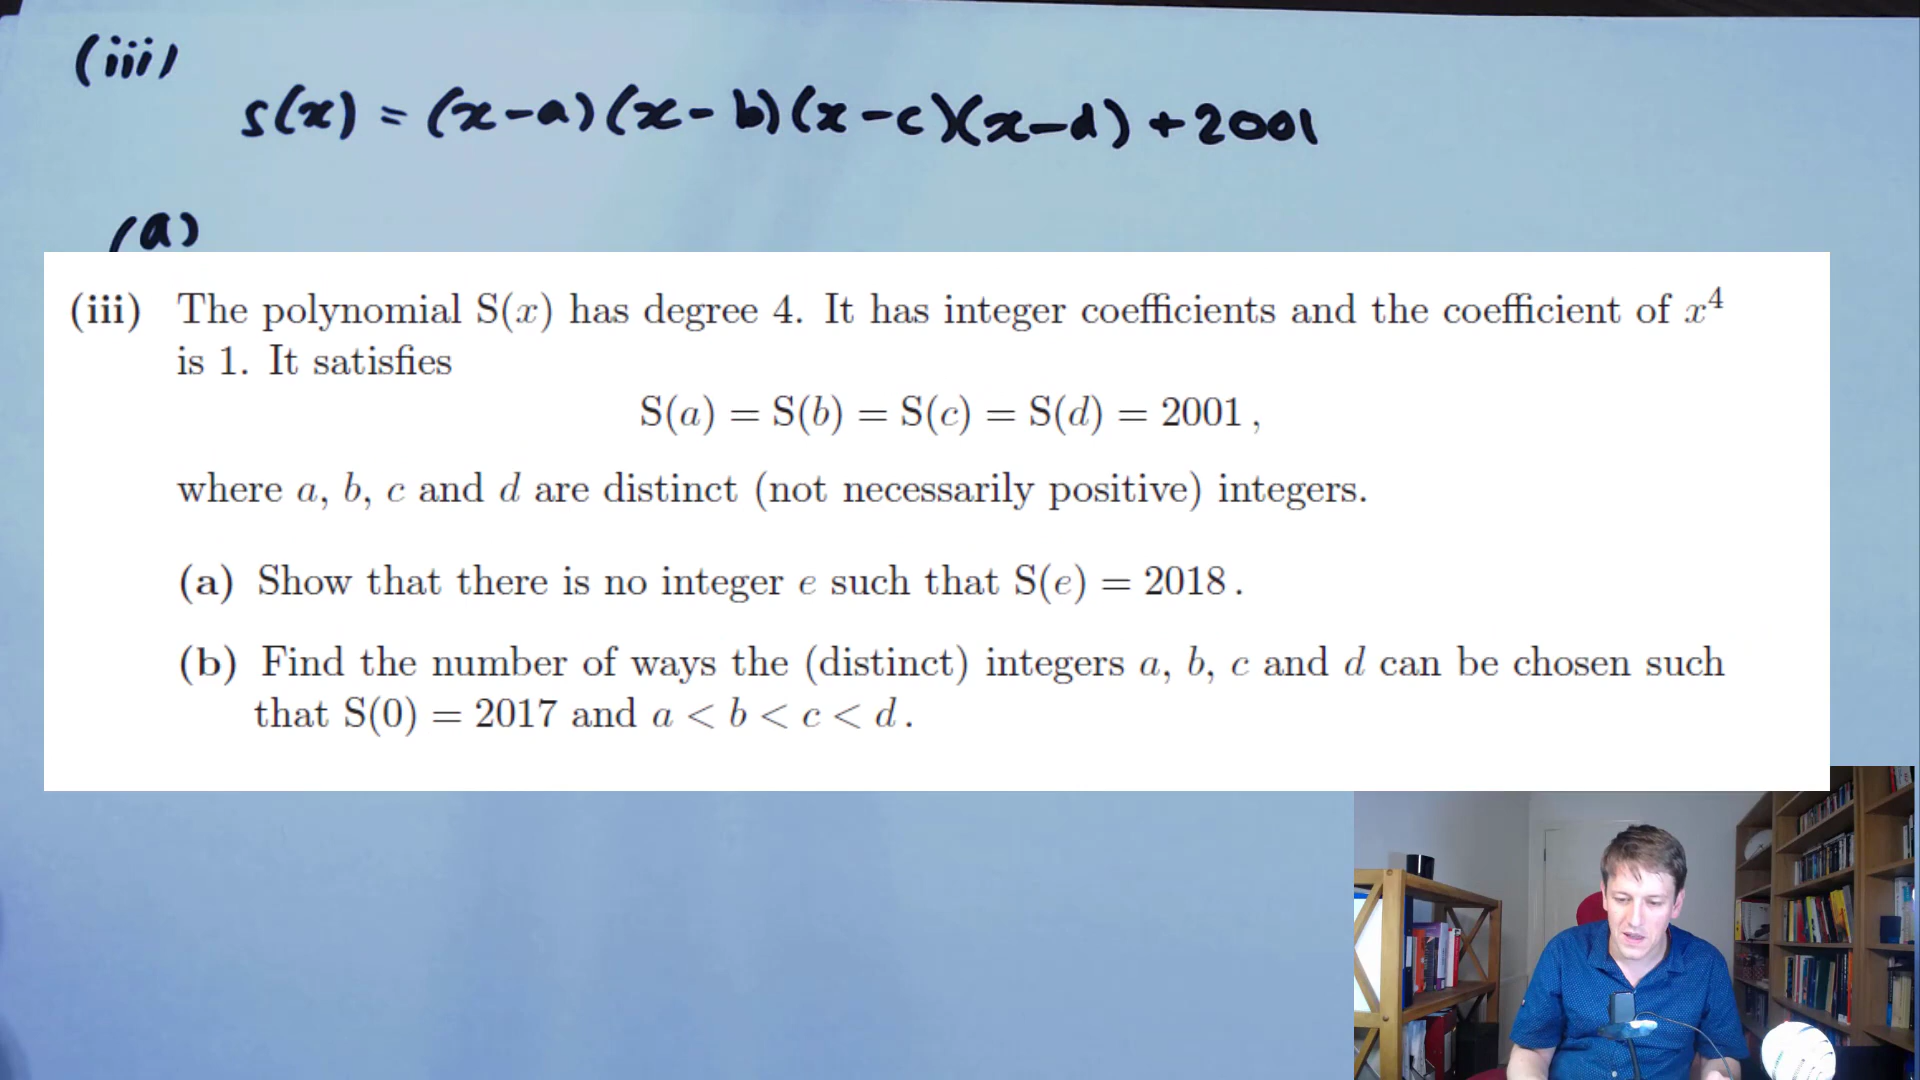 (iii)
s(x) = (x-a)(x-b)(x-c)(x-d) + 2001
(a)
(iii) The polynomial S(x) has degree 4. It has integer coefficients and the coefficient of x⁴
is 1. It satisfies
S(a) = S(b) = S(c) = S(d) = 2001 ,
where a, b, c and d are distinct (not necessarily positive) integers.
(a) Show that there is no integer e such that S(e) = 2018 .
(b) Find the number of ways the (distinct) integers a, b, c and d can be chosen such
that S(0) = 2017 and a < b < c < d .